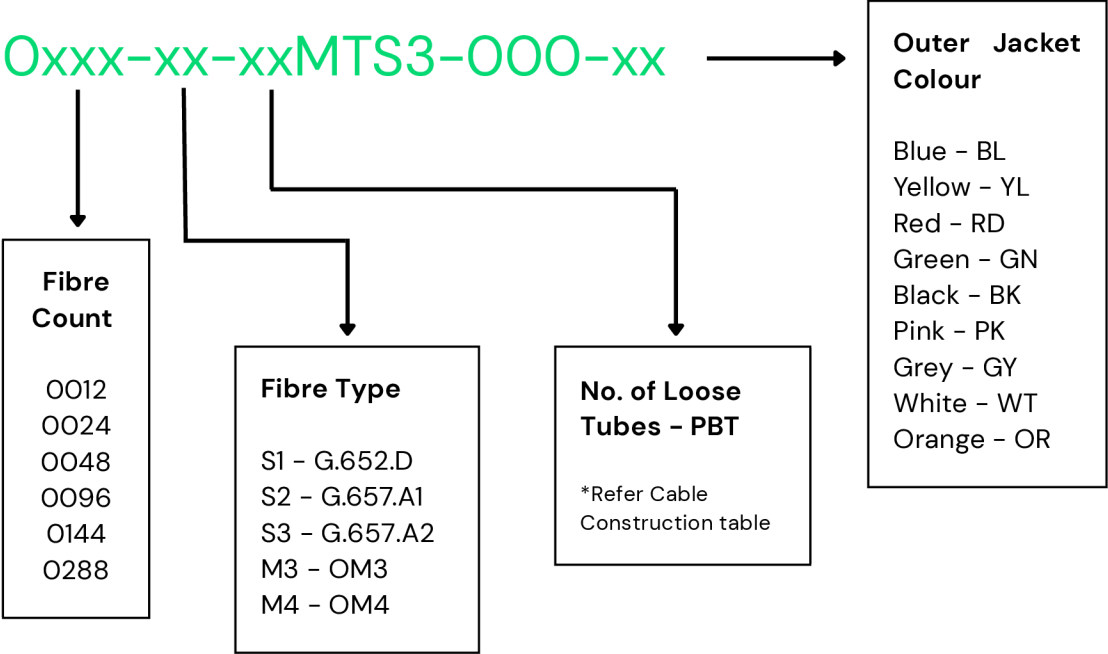 0xxx-xx-xxMTS3-000-xx
Outer Jacket
Colour
Blue - BL
Yellow - YL
Red - RD
Green - GN
Black - BK
Pink - PK
Grey - GY
White - WT
Orange - OR
Fibre
Count
0012
0024
0048
0096
0144
0288
Fibre Type
S1 - G.652.D
S2 - G.657.A1
S3 - G.657.A2
M3 - OM3
M4 - OM4
No. of Loose
Tubes - PBT
*Refer Cable
Construction table